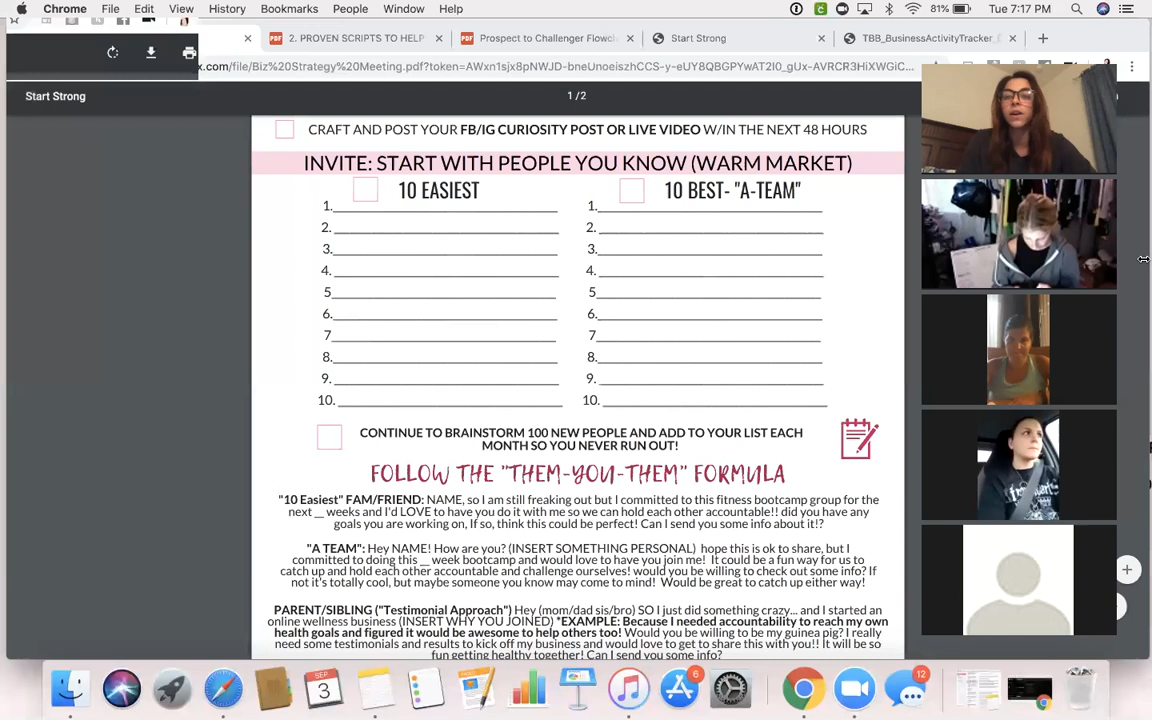 Chrome File Edit View History Bookmarks People Window Help 81% Tue 7:17 PM
2. PROVEN SCRIPTS TO HELP Prospect to Challenger Flowch Start Strong TBB_BusinessActivityTracker_
x.com/file/Biz%20Strategy%20Meeting.pdf?token=AWxn1sjx8pNWJD-bneUnoeiszhCCS-y-eUY8QBGPYwAT2I0_gUx-AVRCR3HiXWGiC...
Start Strong 1 / 2
CRAFT AND POST YOUR FB/IG CURIOSITY POST OR LIVE VIDEO W/IN THE NEXT 48 HOURS
INVITE: START WITH PEOPLE YOU KNOW (WARM MARKET)
10 EASIEST 10 BEST- "A-TEAM"
1. 1.
2. 2.
3. 3.
4. 4.
5 5
6. 6.
7 7
8. 8.
9. 9.
10. 10.
CONTINUE TO BRAINSTORM 100 NEW PEOPLE AND ADD TO YOUR LIST EACH
MONTH SO YOU NEVER RUN OUT!
FOLLOW THE "THEM-YOU-THEM" FORMULA
"10 Easiest" FAM/FRIEND: NAME, so I am still freaking out but I committed to this fitness bootcamp group for the
next __ weeks and I'd LOVE to have you do it with me so we can hold each other accountable!! did you have any
goals you are working on, If so, think this could be perfect! Can I send you some info about it!?
"A TEAM": Hey NAME! How are you? (INSERT SOMETHING PERSONAL) hope this is ok to share, but I
committed to doing this __ week bootcamp and would love to have you join me! It could be a fun way for us to
catch up and hold each other accountable and challenge ourselves! would you be willing to check out some info? If
not it's totally cool, but maybe someone you know may come to mind! Would be great to catch up either way!
PARENT/SIBLING ("Testimonial Approach") Hey (mom/dad sis/bro) SO I just did something crazy... and I started an
online wellness business (INSERT WHY YOU JOINED) *EXAMPLE: Because I needed accountability to reach my own
health goals and figured it would be awesome to help others too! Would you be willing to be my guinea pig? I really
need some testimonials and results to kick off my business and would love to get to share this with you!! It will be so
fun getting healthy together! Can I send you some info?
SEP
3
6
12